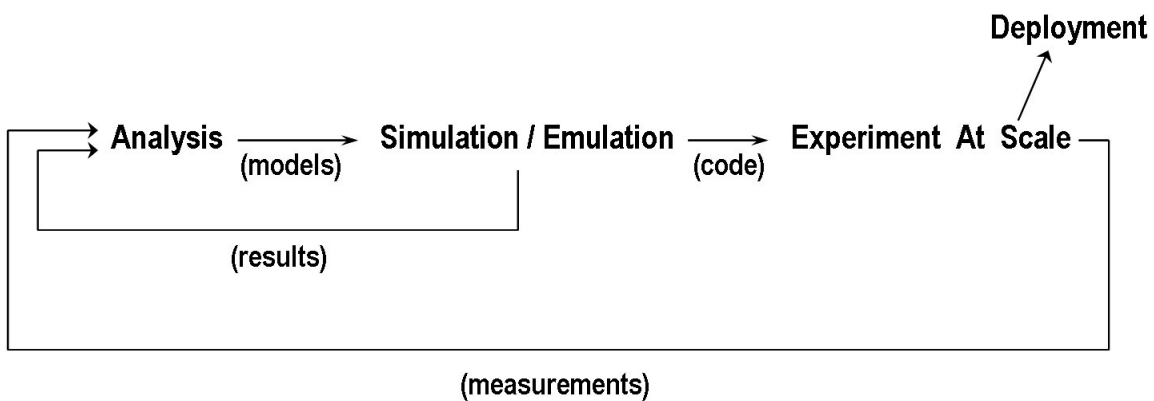 Deployment
Analysis
Simulation / Emulation
Experiment At Scale
(models)
(code)
(results)
(measurements)